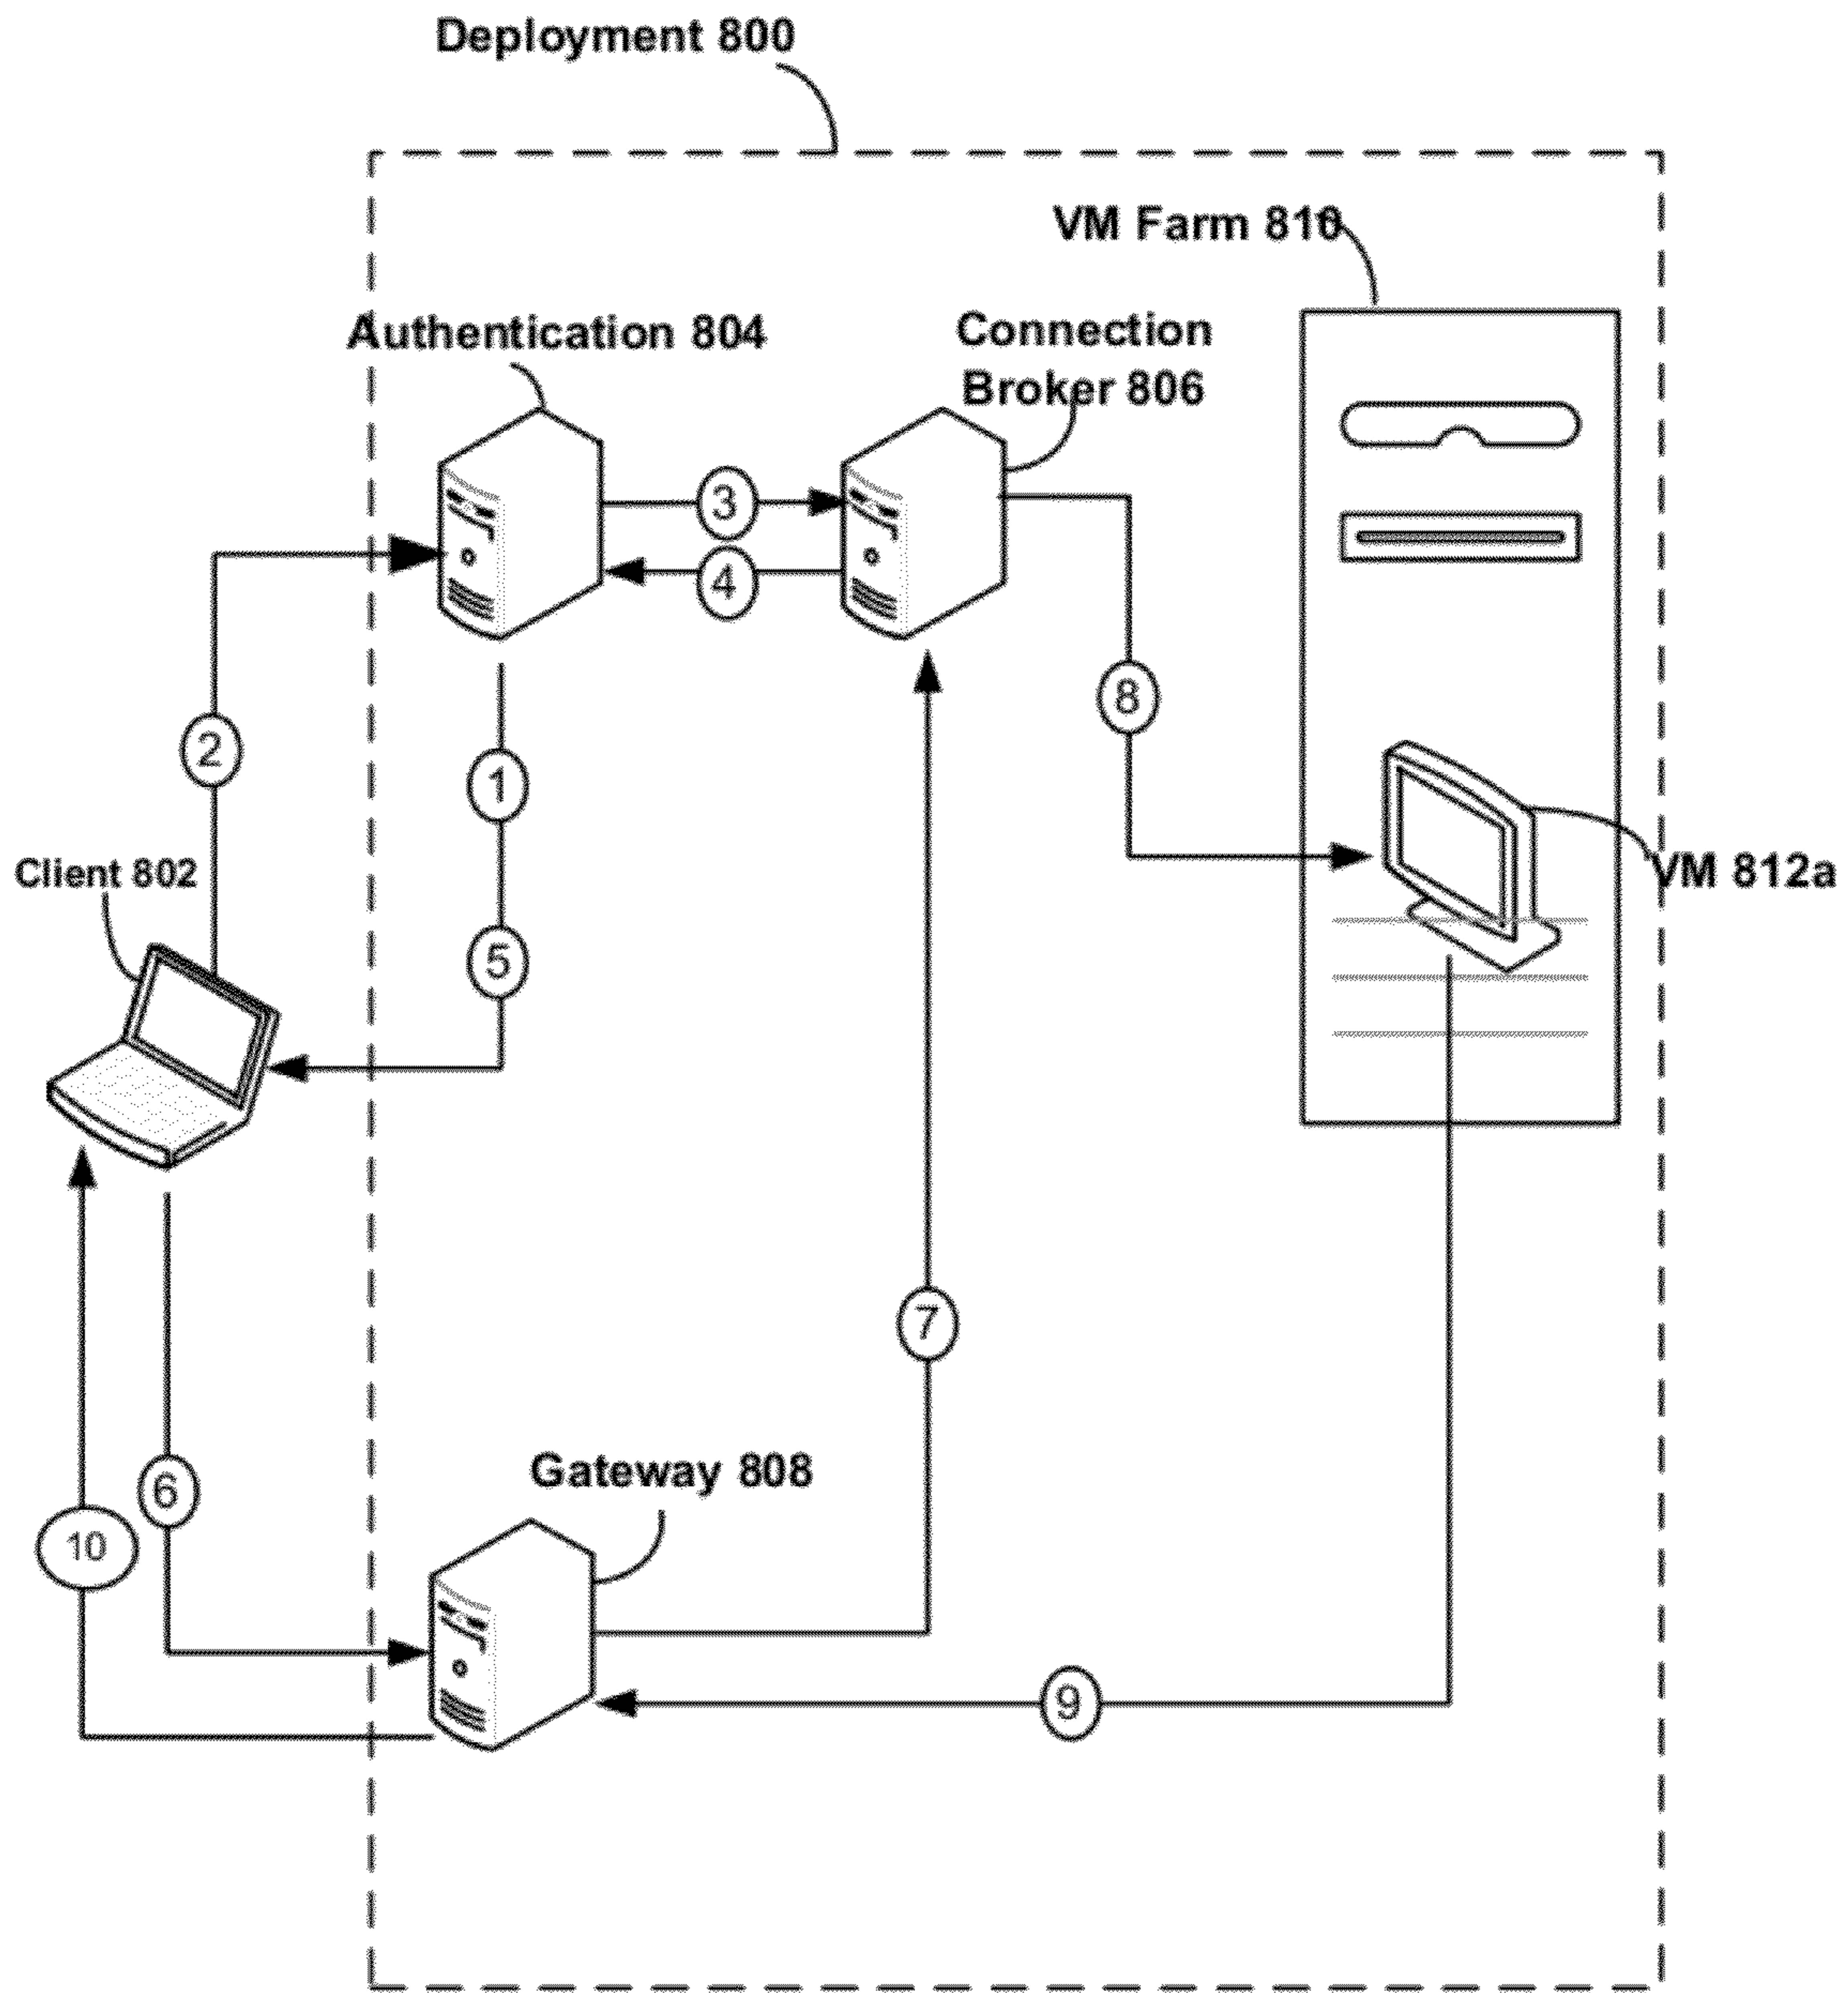 Deployment 800
VM Farm 810
Authentication 804
Connection
Broker 806
3
4
8
2
1
Client 802
VM 812a
5
7
Gateway 808
6
10
9